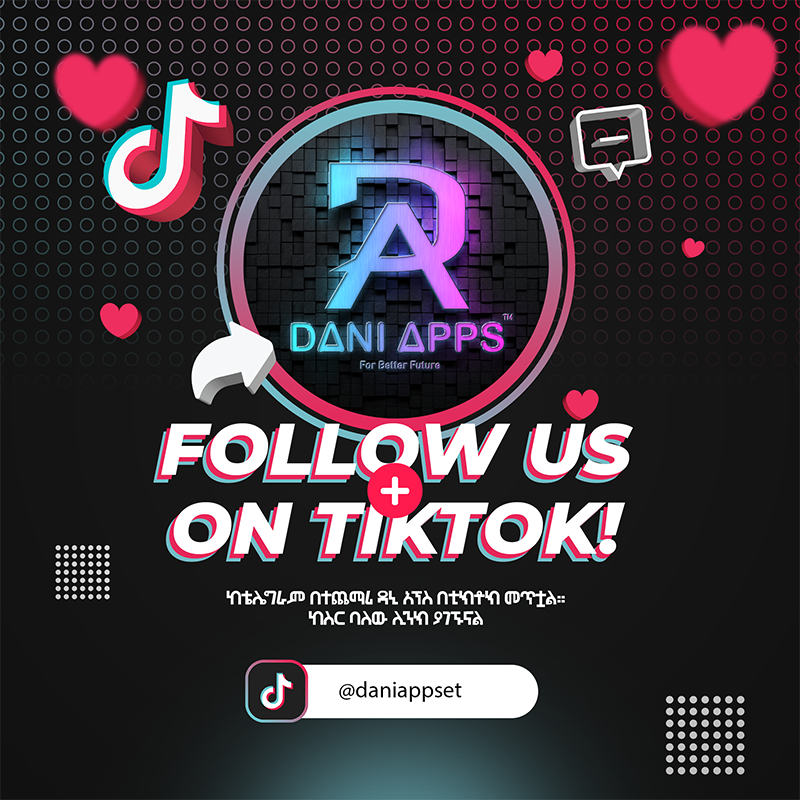 DANI APPS™
For Better Future
FOLLOW US
ON TIKTOK!
ከቴሌግራም በተጨማሪ ዳኒ አፕስ በቲክቶክ መጥቷል።
ከስር ባለው ሊንክ ያገኙናል
@daniappset